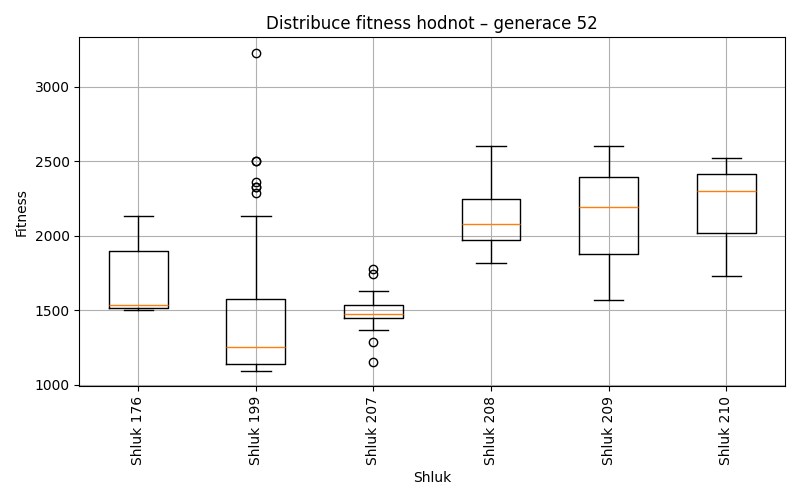 Distribuce fitness hodnot – generace 52
Fitness
3000
2500
2000
1500
1000
Shluk 176
Shluk 199
Shluk 207
Shluk 208
Shluk 209
Shluk 210
Shluk